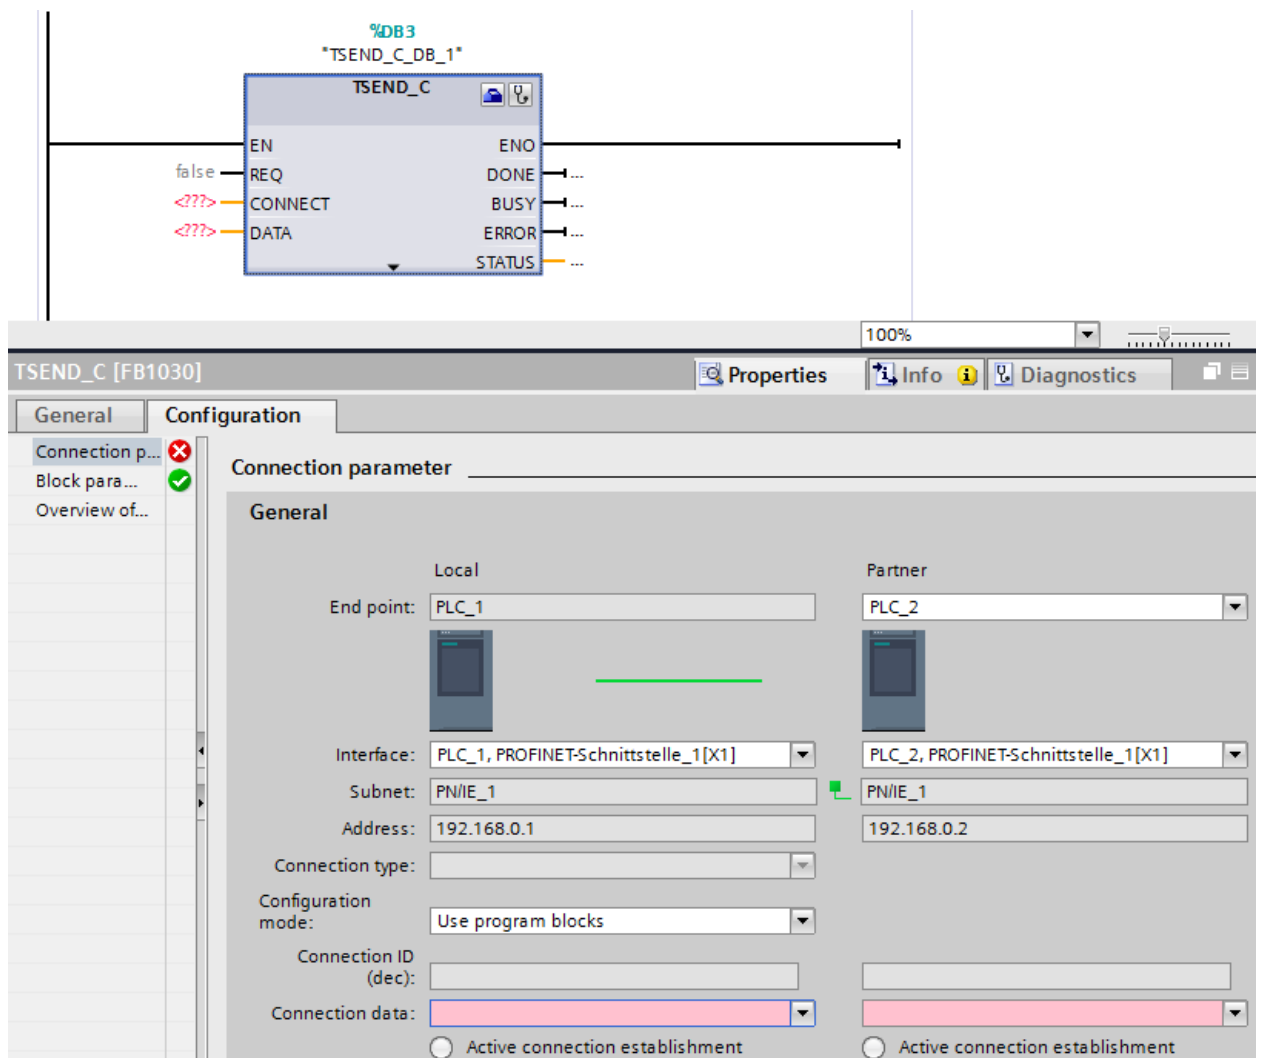 %DB3
"TSEND_C_DB_1"
TSEND_C
EN ENO
false REQ DONE ...
<???> CONNECT BUSY ...
<???> DATA ERROR ...
STATUS ...
100%
TSEND_C [FB1030] Properties Info Diagnostics
General Configuration
Connection p...
Block para...
Overview of...
Connection parameter
General
Local Partner
End point: PLC_1 PLC_2
Interface: PLC_1, PROFINET-Schnittstelle_1[X1] PLC_2, PROFINET-Schnittstelle_1[X1]
Subnet: PN/IE_1 PN/IE_1
Address: 192.168.0.1 192.168.0.2
Connection type:
Configuration
mode: Use program blocks
Connection ID
(dec):
Connection data:
Active connection establishment Active connection establishment